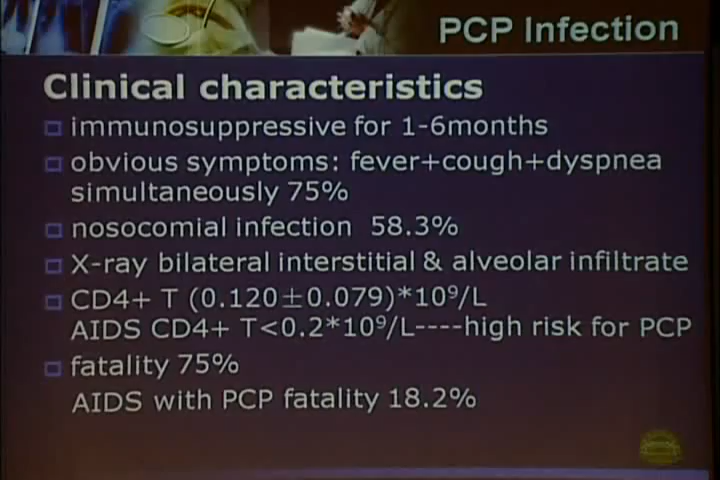 PCP Infection
Clinical characteristics
immunosuppressive for 1-6months
obvious symptoms: fever+cough+dyspnea
simultaneously 75%
nosocomial infection 58.3%
X-ray bilateral interstitial & alveolar infiltrate
CD4+ T (0.120±0.079)*10⁹/L
AIDS CD4+ T<0.2*10⁹/L----high risk for PCP
fatality 75%
AIDS with PCP fatality 18.2%